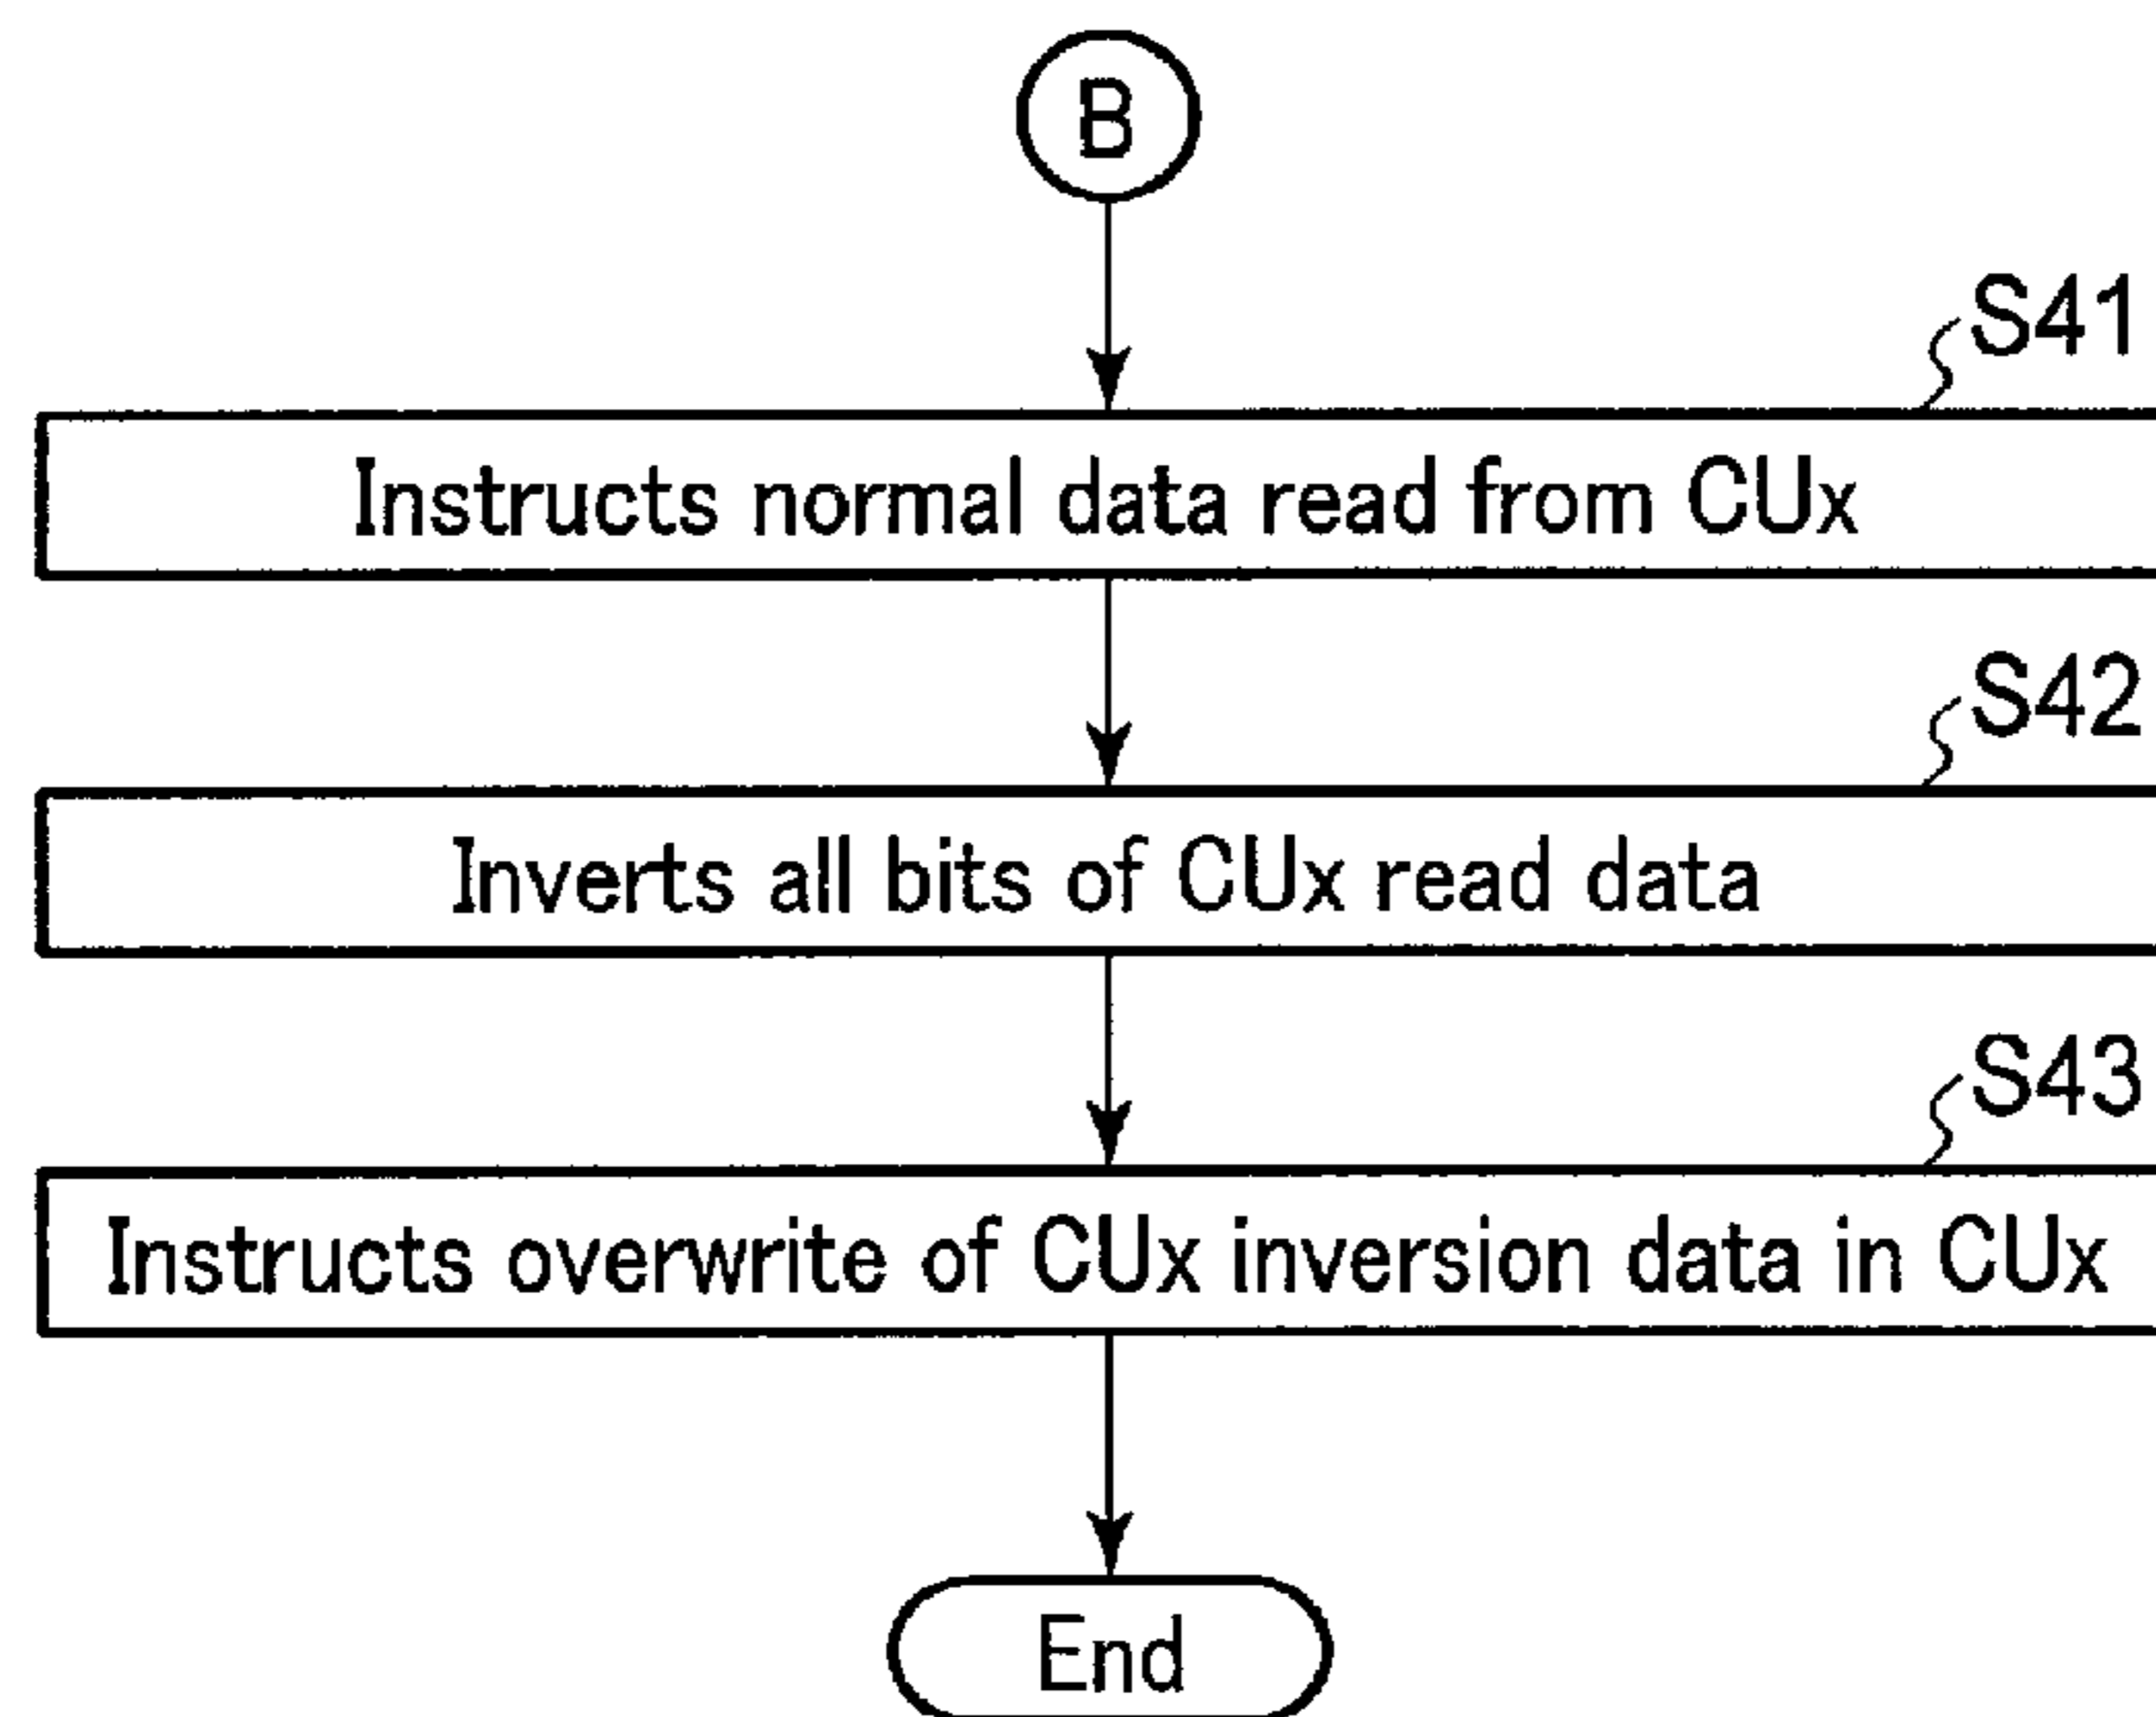 B
S41
Instructs normal data read from CUx
S42
Inverts all bits of CUx read data
S43
Instructs overwrite of CUx inversion data in CUx
End